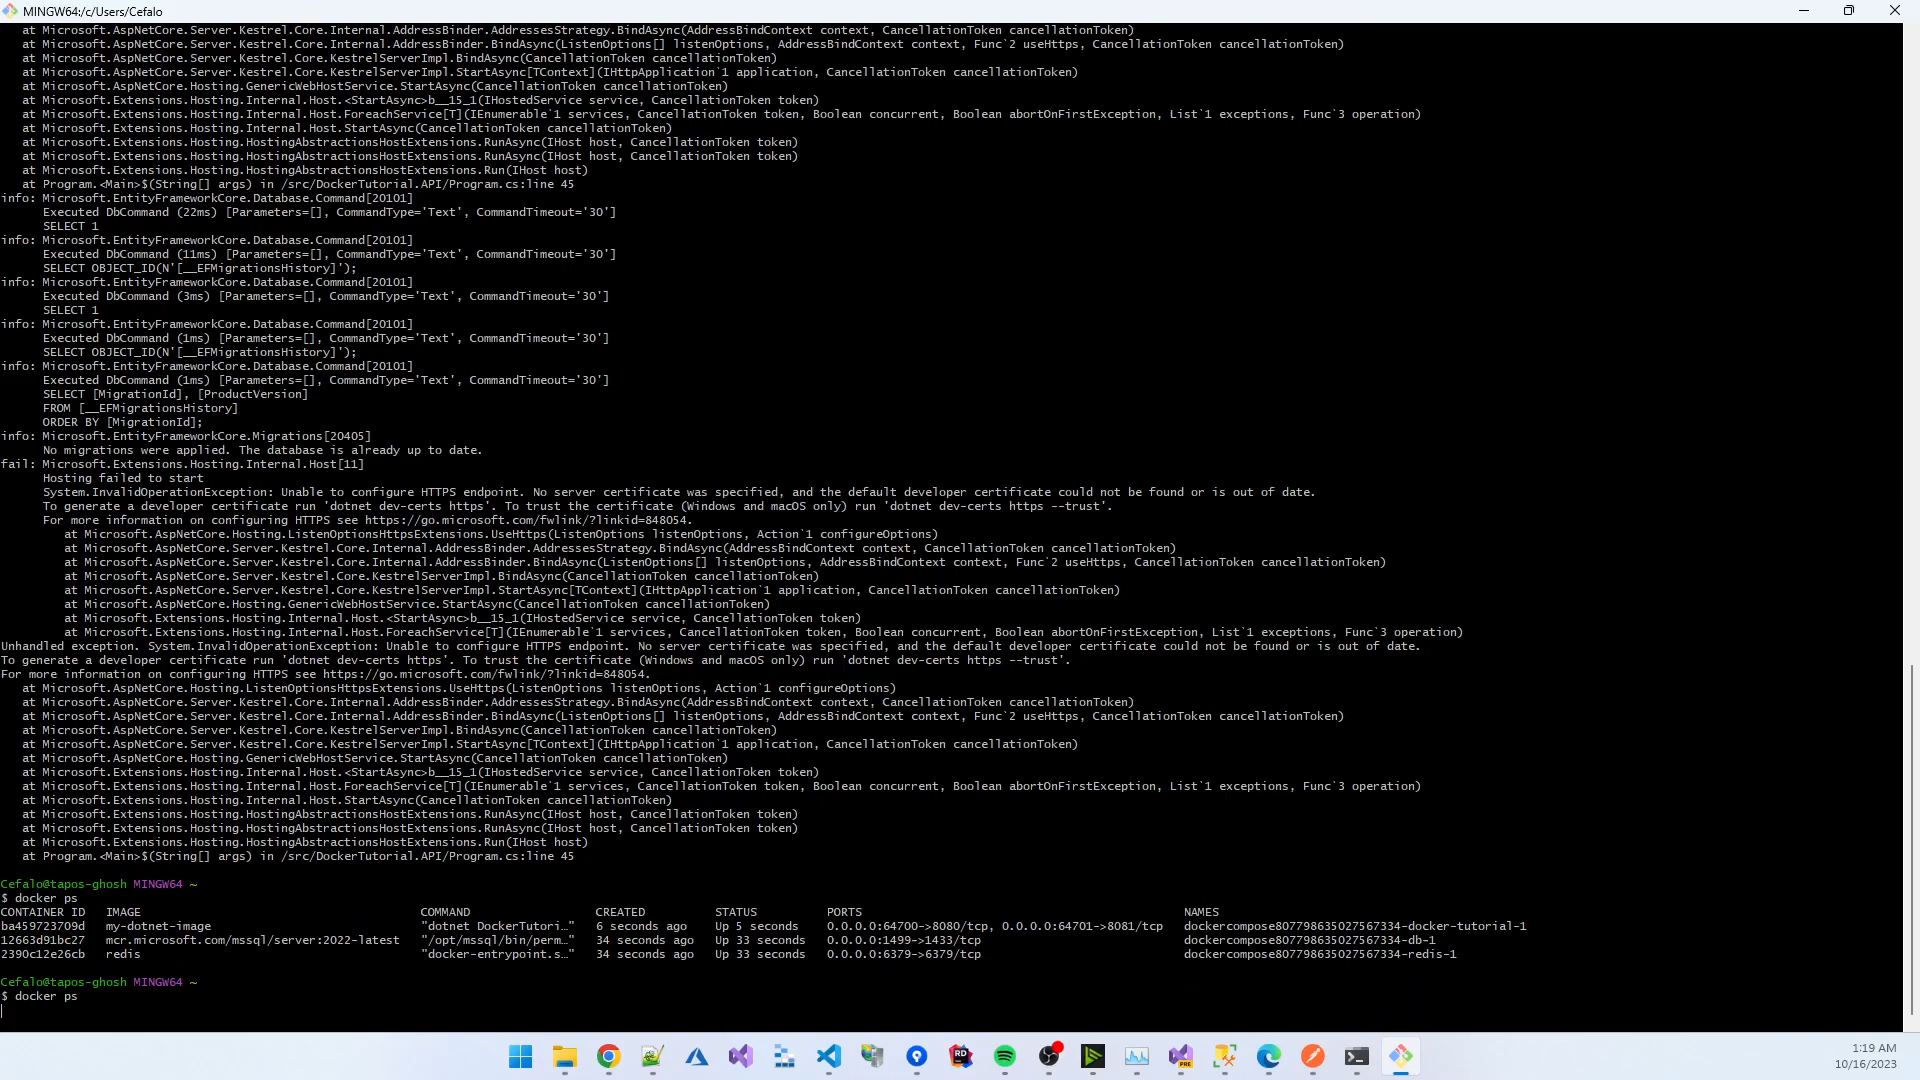 MINGW64:/c/Users/Cefalo
at Microsoft.AspNetCore.Server.Kestrel.Core.Internal.AddressBinder.AddressesStrategy.BindAsync(AddressBindContext context, CancellationToken cancellationToken)
at Microsoft.AspNetCore.Server.Kestrel.Core.Internal.AddressBinder.BindAsync(ListenOptions[] listenOptions, AddressBindContext context, Func`2 useHttps, CancellationToken cancellationToken)
at Microsoft.AspNetCore.Server.Kestrel.Core.KestrelServerImpl.BindAsync(CancellationToken cancellationToken)
at Microsoft.AspNetCore.Server.Kestrel.Core.KestrelServerImpl.StartAsync[TContext](IHttpApplication`1 application, CancellationToken cancellationToken)
at Microsoft.AspNetCore.Hosting.GenericWebHostService.StartAsync(CancellationToken cancellationToken)
at Microsoft.Extensions.Hosting.Internal.Host.<StartAsync>b__15_1(IHostedService service, CancellationToken token)
at Microsoft.Extensions.Hosting.Internal.Host.ForeachService[T](IEnumerable`1 services, CancellationToken token, Boolean concurrent, Boolean abortOnFirstException, List`1 exceptions, Func`3 operation)
at Microsoft.Extensions.Hosting.Internal.Host.StartAsync(CancellationToken cancellationToken)
at Microsoft.Extensions.Hosting.HostingAbstractionsHostExtensions.RunAsync(IHost host, CancellationToken token)
at Microsoft.Extensions.Hosting.HostingAbstractionsHostExtensions.RunAsync(IHost host, CancellationToken token)
at Microsoft.Extensions.Hosting.HostingAbstractionsHostExtensions.Run(IHost host)
at Program.<Main>$(String[] args) in /src/DockerTutorial.API/Program.cs:line 45
info: Microsoft.EntityFrameworkCore.Database.Command[20101]
Executed DbCommand (22ms) [Parameters=[], CommandType='Text', CommandTimeout='30']
SELECT 1
info: Microsoft.EntityFrameworkCore.Database.Command[20101]
Executed DbCommand (11ms) [Parameters=[], CommandType='Text', CommandTimeout='30']
SELECT OBJECT_ID(N'[__EFMigrationsHistory]');
info: Microsoft.EntityFrameworkCore.Database.Command[20101]
Executed DbCommand (3ms) [Parameters=[], CommandType='Text', CommandTimeout='30']
SELECT 1
info: Microsoft.EntityFrameworkCore.Database.Command[20101]
Executed DbCommand (1ms) [Parameters=[], CommandType='Text', CommandTimeout='30']
SELECT OBJECT_ID(N'[__EFMigrationsHistory]');
info: Microsoft.EntityFrameworkCore.Database.Command[20101]
Executed DbCommand (1ms) [Parameters=[], CommandType='Text', CommandTimeout='30']
SELECT [MigrationId], [ProductVersion]
FROM [__EFMigrationsHistory]
ORDER BY [MigrationId];
info: Microsoft.EntityFrameworkCore.Migrations[20405]
No migrations were applied. The database is already up to date.
fail: Microsoft.Extensions.Hosting.Internal.Host[11]
Hosting failed to start
System.InvalidOperationException: Unable to configure HTTPS endpoint. No server certificate was specified, and the default developer certificate could not be found or is out of date.
To generate a developer certificate run 'dotnet dev-certs https'. To trust the certificate (Windows and macOS only) run 'dotnet dev-certs https --trust'.
For more information on configuring HTTPS see https://go.microsoft.com/fwlink/?linkid=848054.
at Microsoft.AspNetCore.Hosting.ListenOptionsHttpsExtensions.UseHttps(ListenOptions listenOptions, Action`1 configureOptions)
at Microsoft.AspNetCore.Server.Kestrel.Core.Internal.AddressBinder.AddressesStrategy.BindAsync(AddressBindContext context, CancellationToken cancellationToken)
at Microsoft.AspNetCore.Server.Kestrel.Core.Internal.AddressBinder.BindAsync(ListenOptions[] listenOptions, AddressBindContext context, Func`2 useHttps, CancellationToken cancellationToken)
at Microsoft.AspNetCore.Server.Kestrel.Core.KestrelServerImpl.BindAsync(CancellationToken cancellationToken)
at Microsoft.AspNetCore.Server.Kestrel.Core.KestrelServerImpl.StartAsync[TContext](IHttpApplication`1 application, CancellationToken cancellationToken)
at Microsoft.AspNetCore.Hosting.GenericWebHostService.StartAsync(CancellationToken cancellationToken)
at Microsoft.Extensions.Hosting.Internal.Host.<StartAsync>b__15_1(IHostedService service, CancellationToken token)
at Microsoft.Extensions.Hosting.Internal.Host.ForeachService[T](IEnumerable`1 services, CancellationToken token, Boolean concurrent, Boolean abortOnFirstException, List`1 exceptions, Func`3 operation)
Unhandled exception. System.InvalidOperationException: Unable to configure HTTPS endpoint. No server certificate was specified, and the default developer certificate could not be found or is out of date.
To generate a developer certificate run 'dotnet dev-certs https'. To trust the certificate (Windows and macOS only) run 'dotnet dev-certs https --trust'.
For more information on configuring HTTPS see https://go.microsoft.com/fwlink/?linkid=848054.
at Microsoft.AspNetCore.Hosting.ListenOptionsHttpsExtensions.UseHttps(ListenOptions listenOptions, Action`1 configureOptions)
at Microsoft.AspNetCore.Server.Kestrel.Core.Internal.AddressBinder.AddressesStrategy.BindAsync(AddressBindContext context, CancellationToken cancellationToken)
at Microsoft.AspNetCore.Server.Kestrel.Core.Internal.AddressBinder.BindAsync(ListenOptions[] listenOptions, AddressBindContext context, Func`2 useHttps, CancellationToken cancellationToken)
at Microsoft.AspNetCore.Server.Kestrel.Core.KestrelServerImpl.BindAsync(CancellationToken cancellationToken)
at Microsoft.AspNetCore.Server.Kestrel.Core.KestrelServerImpl.StartAsync[TContext](IHttpApplication`1 application, CancellationToken cancellationToken)
at Microsoft.AspNetCore.Hosting.GenericWebHostService.StartAsync(CancellationToken cancellationToken)
at Microsoft.Extensions.Hosting.Internal.Host.<StartAsync>b__15_1(IHostedService service, CancellationToken token)
at Microsoft.Extensions.Hosting.Internal.Host.ForeachService[T](IEnumerable`1 services, CancellationToken token, Boolean concurrent, Boolean abortOnFirstException, List`1 exceptions, Func`3 operation)
at Microsoft.Extensions.Hosting.Internal.Host.StartAsync(CancellationToken cancellationToken)
at Microsoft.Extensions.Hosting.HostingAbstractionsHostExtensions.RunAsync(IHost host, CancellationToken token)
at Microsoft.Extensions.Hosting.HostingAbstractionsHostExtensions.RunAsync(IHost host, CancellationToken token)
at Microsoft.Extensions.Hosting.HostingAbstractionsHostExtensions.Run(IHost host)
at Program.<Main>$(String[] args) in /src/DockerTutorial.API/Program.cs:line 45
Cefalo@tapos-ghosh MINGW64 ~
$ docker ps
CONTAINER ID IMAGE COMMAND CREATED STATUS PORTS NAMES
ba459723709d my-dotnet-image "dotnet DockerTutori…" 6 seconds ago Up 5 seconds 0.0.0.0:64700->8080/tcp, 0.0.0.0:64701->8081/tcp dockercompose807798635027567334-docker-tutorial-1
12663d91bc27 mcr.microsoft.com/mssql/server:2022-latest "/opt/mssql/bin/perm…" 34 seconds ago Up 33 seconds 0.0.0.0:1499->1433/tcp dockercompose807798635027567334-db-1
2390c12e26cb redis "docker-entrypoint.s…" 34 seconds ago Up 33 seconds 0.0.0.0:6379->6379/tcp dockercompose807798635027567334-redis-1
Cefalo@tapos-ghosh MINGW64 ~
$ docker ps
RD
PRE
1:19 AM
10/16/2023